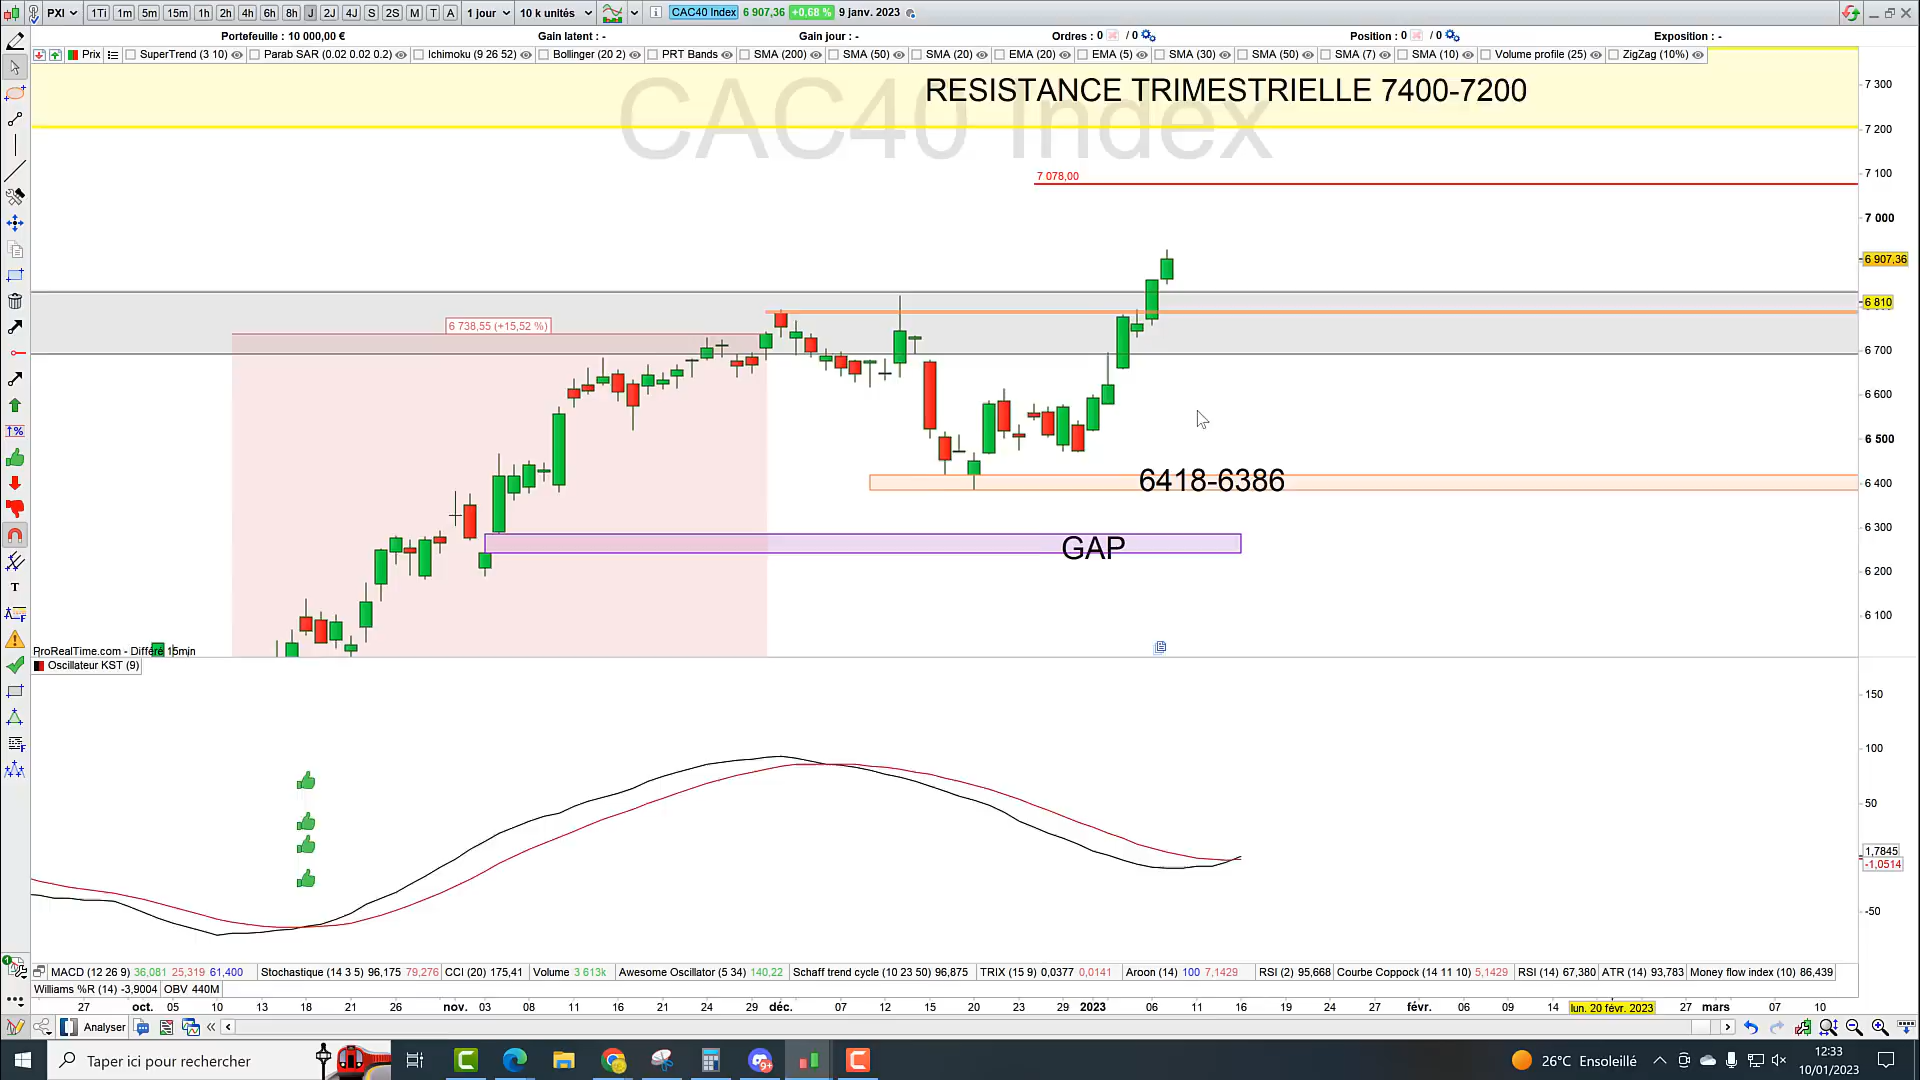 PXI 1Ti 1m 5m 15m 1h 2h 4h 6h 8h J 2J 4J S 2S M T A 1 jour 10 k unités CAC40 Index 6 907,36 +0,68 % 9 janv. 2023
Portefeuille : 10 000,00 € Gain latent : - Gain jour : - Ordres : 0 / 0 Position : 0 / 0 Exposition : -
Prix SuperTrend (3 10) Parab SAR (0.02 0.02 0.2) Ichimoku (9 26 52) Bollinger (20 2) PRT Bands SMA (200) SMA (50) SMA (20) EMA (20) EMA (5) SMA (30) SMA (50) SMA (7) SMA (10) Volume profile (25) ZigZag (10%)
CAC40 Index
RESISTANCE TRIMESTRIELLE 7400-7200
7 300
7 200
7 078,00
7 100
7 000
6 907,36
6 810
6 738,55 (+15,52 %)
6 700
6 600
6 500
6418-6386
6 400
6 300
GAP
6 200
6 100
ProRealTime.com - Différé 15min
Oscillateur KST (9)
150
100
50
1,7845
-1,0514
-50
MACD (12 26 9) 36,081 25,319 61,400 Stochastique (14 3 5) 96,175 79,276 CCI (20) 175,41 Volume 3 613k Awesome Oscillator (5 34) 140,22 Schaff trend cycle (10 23 50) 96,875 TRIX (15 9) 0,0377 0,0141 Aroon (14) 100 7,1429 RSI (2) 95,668 Courbe Coppock (14 11 10) 5,1429 RSI (14) 67,380 ATR (14) 93,783 Money flow index (10) 86,439
Williams %R (14) -3,9004 OBV 440M
27 oct. 05 10 13 18 21 26 nov. 03 08 11 16 21 24 29 déc. 07 12 15 20 23 29 2023 06 11 16 19 24 27 févr. 06 09 14 lun. 20 févr. 2023 27 mars 07 10
Analyser
Taper ici pour rechercher 26°C Ensoleillé 12:33
10/01/2023